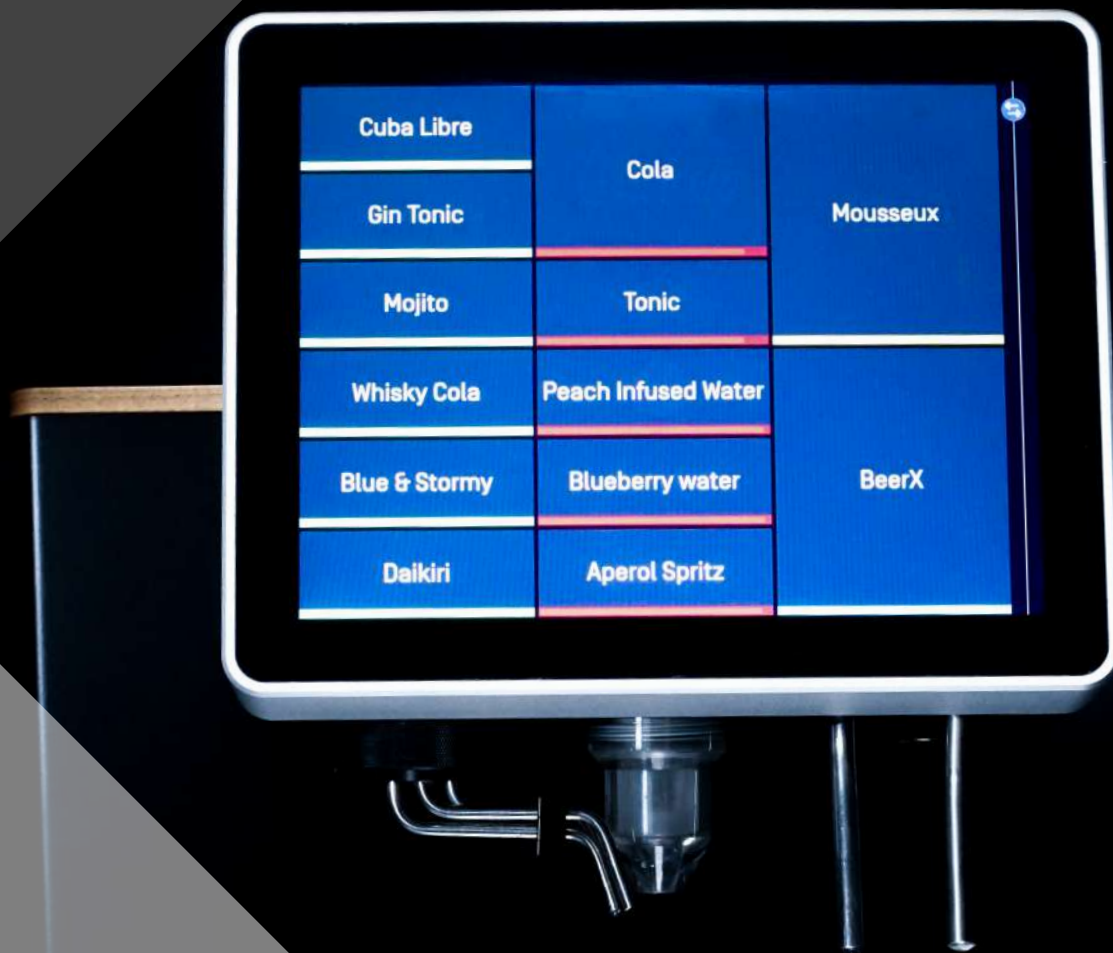 Cuba Libre
Gin Tonic
Mojito
Whisky Cola
Blue & Stormy
Daikiri
Cola
Tonic
Peach Infused Water
Blueberry water
Aperol Spritz
Mousseux
BeerX